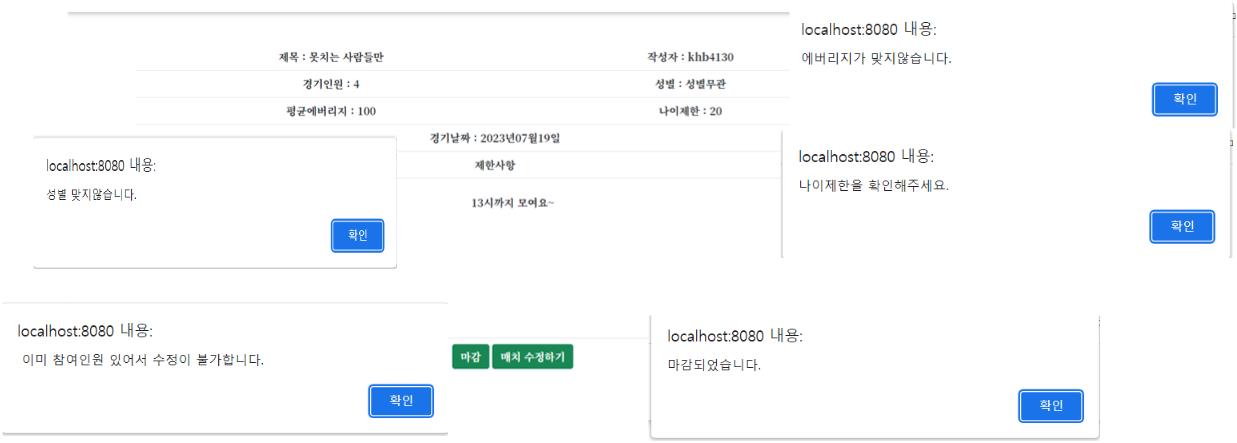 제목 : 못치는 사람들만
작성자 : khb4130
경기인원 : 4
성별 : 성별무관
평균에버리지 : 100
나이제한 : 20
경기날짜 : 2023년07월19일
제한사항
13시까지 모여요~
localhost:8080 내용:
에버리지가 맞지않습니다.
확인
localhost:8080 내용:
성별 맞지않습니다.
확인
localhost:8080 내용:
나이제한을 확인해주세요.
확인
localhost:8080 내용:
이미 참여인원 있어서 수정이 불가합니다.
확인
마감 매치 수정하기
localhost:8080 내용:
마감되었습니다.
확인